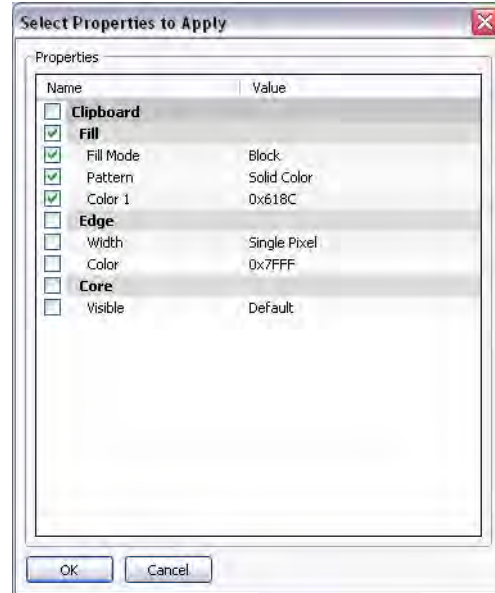 Select Properties to Apply
Properties
Name Value
Clipboard
Fill
Fill Mode Block
Pattern Solid Color
Color 1 0x618C
Edge
Width Single Pixel
Color 0x7FFF
Core
Visible Default
OK Cancel